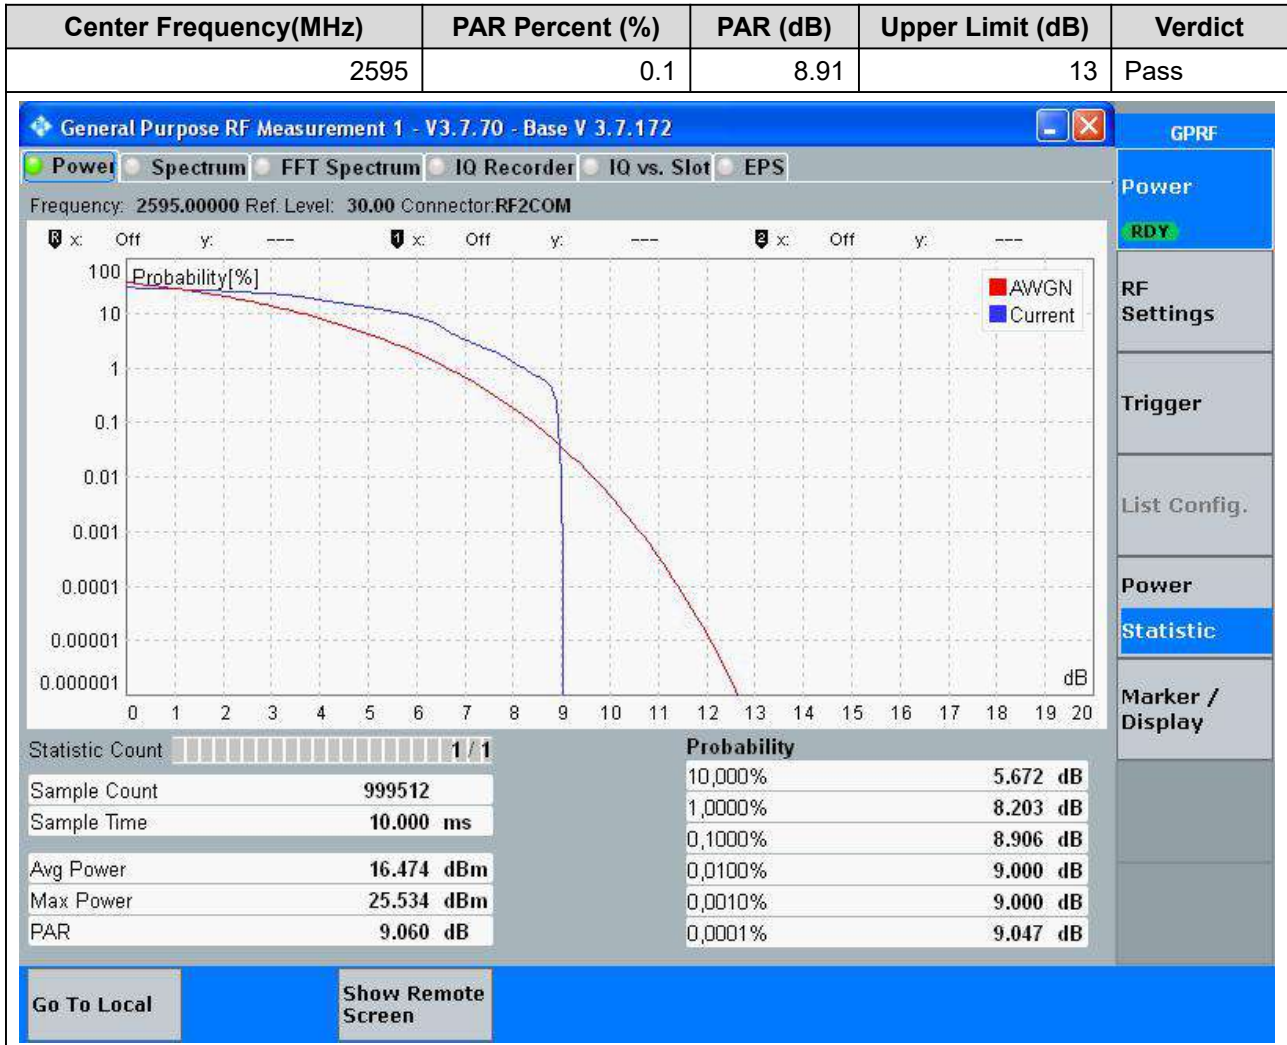 Center Frequency(MHz) PAR Percent (%) PAR (dB) Upper Limit (dB) Verdict
2595 0.1 8.91 13 Pass
General Purpose RF Measurement 1 - V3.7.70 - Base V 3.7.172
GPRF
Power Spectrum FFT Spectrum IQ Recorder IQ vs. Slot EPS
Power
RDY
Frequency: 2595.00000 Ref. Level: 30.00 Connector:RF2COM
R x: Off y: --- 1 x: Off y: --- 2 x: Off y: ---
Probability[%]
AWGN
Current
100
10
1
0.1
0.01
0.001
0.0001
0.00001
0.000001
dB
0 1 2 3 4 5 6 7 8 9 10 11 12 13 14 15 16 17 18 19 20
RF
Settings
Trigger
List Config.
Power
Statistic
Marker /
Display
Statistic Count 1 / 1
Sample Count 999512
Sample Time 10.000 ms
Avg Power 16.474 dBm
Max Power 25.534 dBm
PAR 9.060 dB
Probability
10,000% 5.672 dB
1,0000% 8.203 dB
0,1000% 8.906 dB
0,0100% 9.000 dB
0,0010% 9.000 dB
0,0001% 9.047 dB
Go To Local
Show Remote
Screen